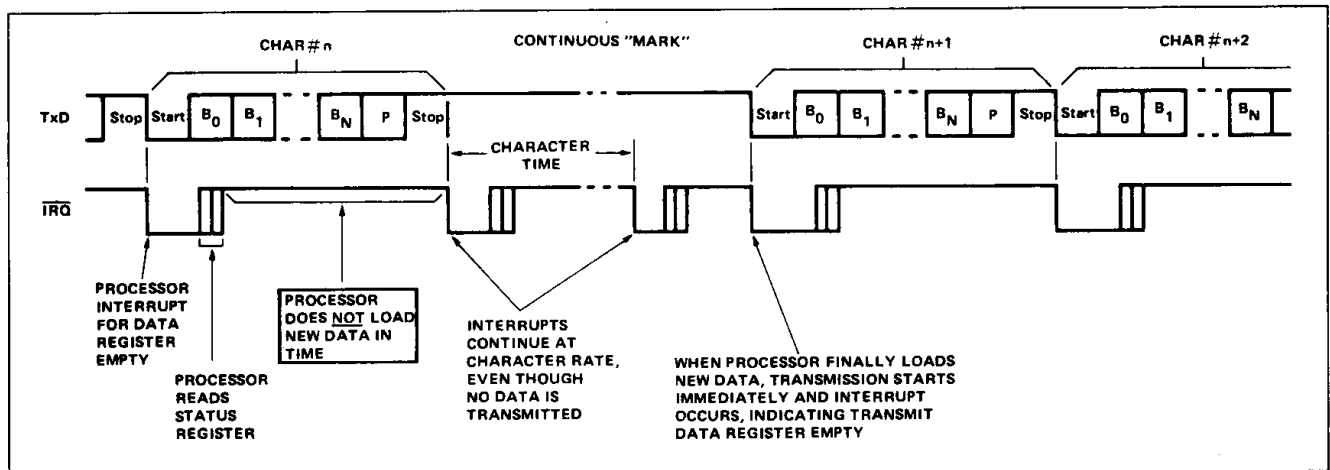 CHAR#n
CONTINUOUS "MARK"
CHAR#n+1
CHAR#n+2
TxD
Stop
Start
B0
B1
BN
P
Stop
Start
B0
B1
BN
P
Stop
Start
B0
B1
BN
CHARACTER
TIME
IRQ
PROCESSOR
INTERRUPT
FOR DATA
REGISTER
EMPTY
PROCESSOR
READS
STATUS
REGISTER
PROCESSOR
DOES NOT LOAD
NEW DATA IN
TIME
INTERRUPTS
CONTINUE AT
CHARACTER RATE,
EVEN THOUGH
NO DATA IS
TRANSMITTED
WHEN PROCESSOR FINALLY LOADS
NEW DATA, TRANSMISSION STARTS
IMMEDIATELY AND INTERRUPT
OCCURS, INDICATING TRANSMIT
DATA REGISTER EMPTY